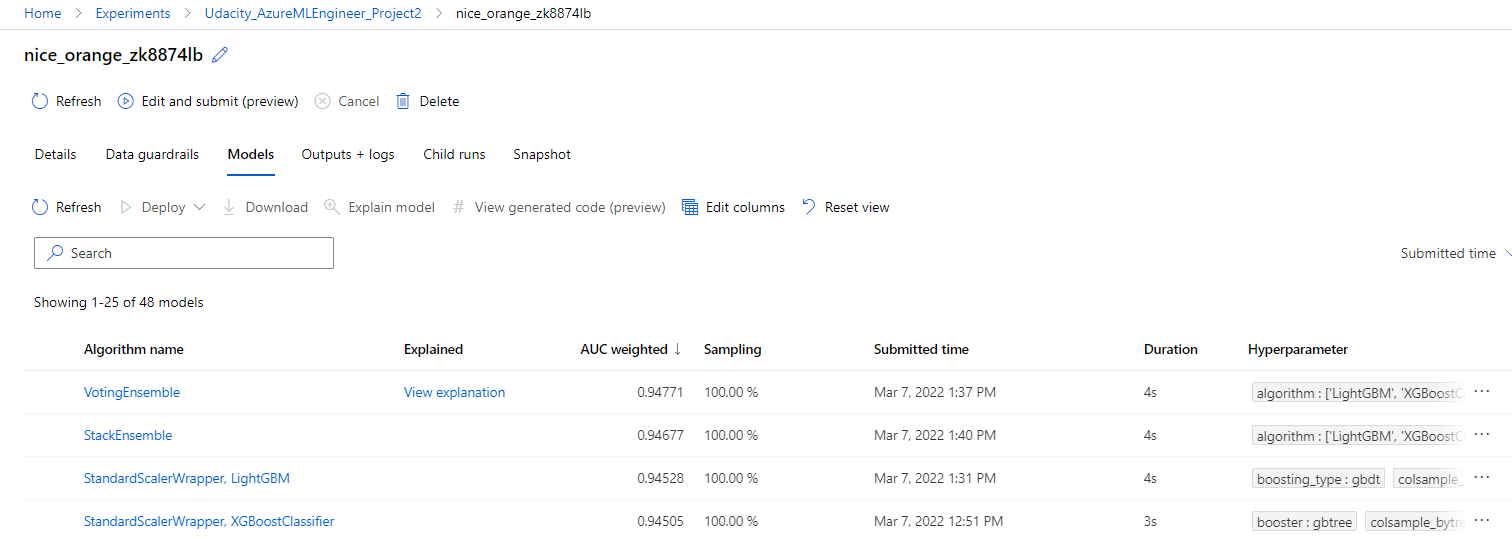 Home > Experiments > Udacity_AzureMLEngineer_Project2 > nice_orange_zk8874lb
nice_orange_zk8874lb
Refresh Edit and submit (preview) Cancel Delete
Details Data guardrails Models Outputs + logs Child runs Snapshot
Refresh Deploy Download Explain model # View generated code (preview) Edit columns Reset view
Search Submitted time
Showing 1-25 of 48 models
Algorithm name Explained AUC weighted ↓ Sampling Submitted time Duration Hyperparameter
VotingEnsemble View explanation 0.94771 100.00 % Mar 7, 2022 1:37 PM 4s algorithm : ['LightGBM', 'XGBoostCl ...
StackEnsemble 0.94677 100.00 % Mar 7, 2022 1:40 PM 4s algorithm : ['LightGBM', 'XGBoostCl ...
StandardScalerWrapper, LightGBM 0.94528 100.00 % Mar 7, 2022 1:31 PM 4s boosting_type : gbdt colsample_ ...
StandardScalerWrapper, XGBoostClassifier 0.94505 100.00 % Mar 7, 2022 12:51 PM 3s booster : gbtree colsample_bytre ...